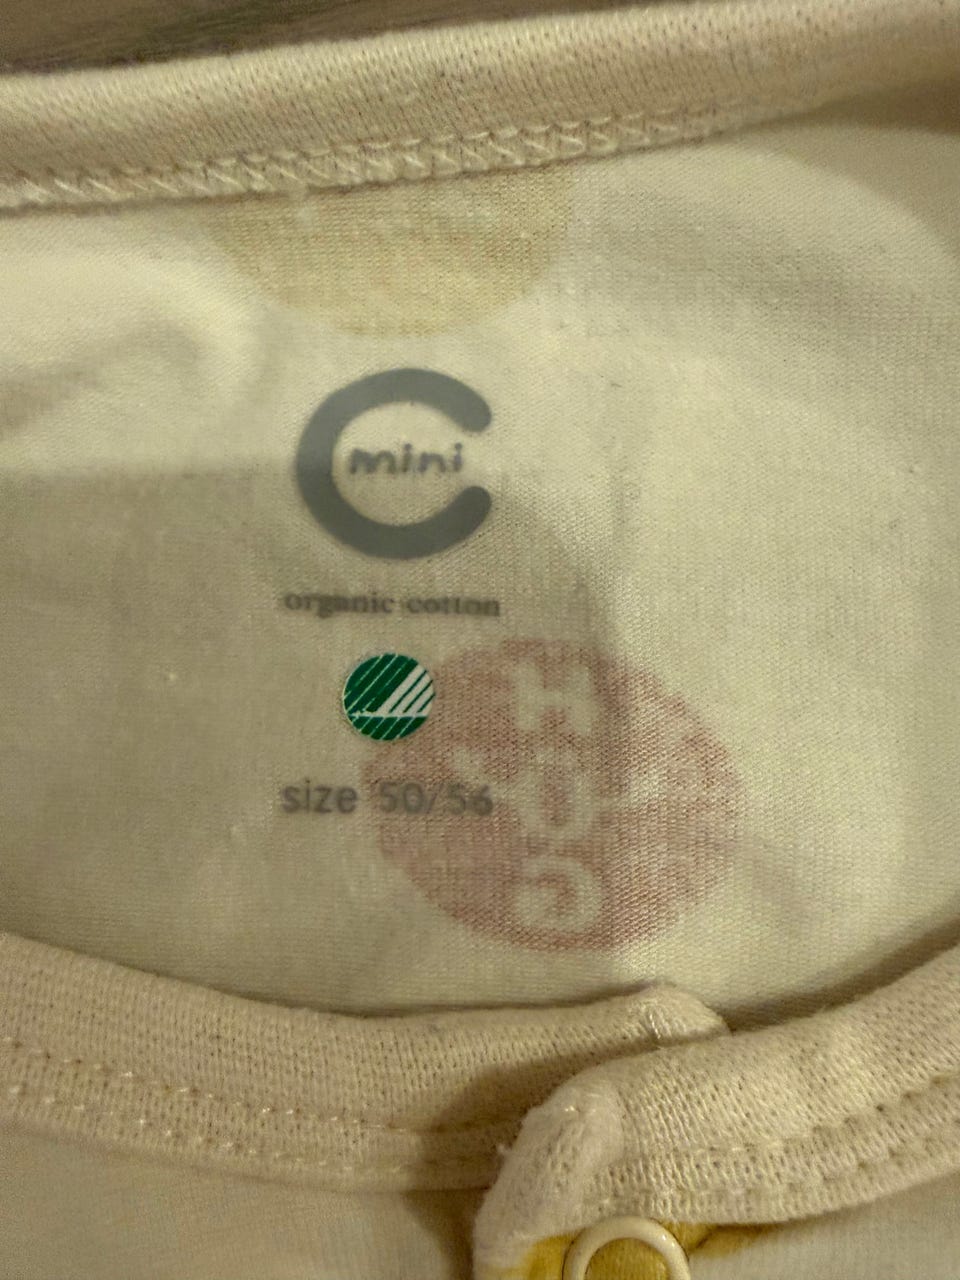 C
mini
organic cotton
size 50/56